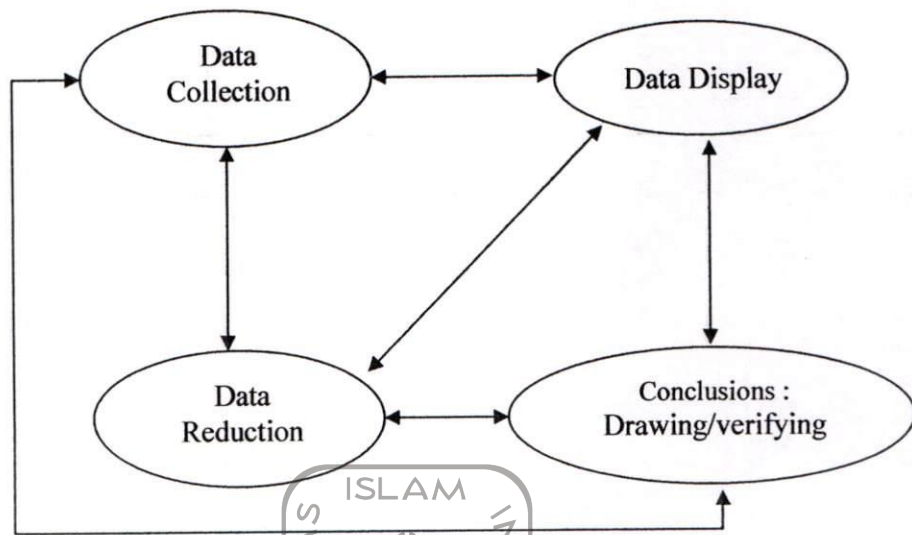 Data
Collection
Data Display
Data
Reduction
Conclusions :
Drawing/verifying
ISLAM